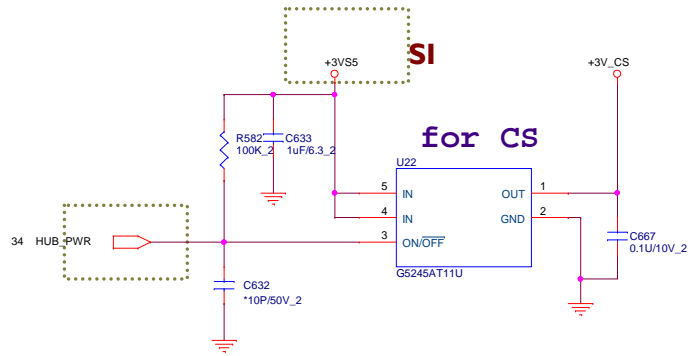 SI
+3VS5
+3V_CS
R582
100K_2
C633
1uF/6.3_2
for CS
U22
5 IN
OUT 1
4 IN
GND 2
3 ON/OFF
G5245AT11U
34 HUB_PWR
C632
*10P/50V_2
C667
0.1U/10V_2